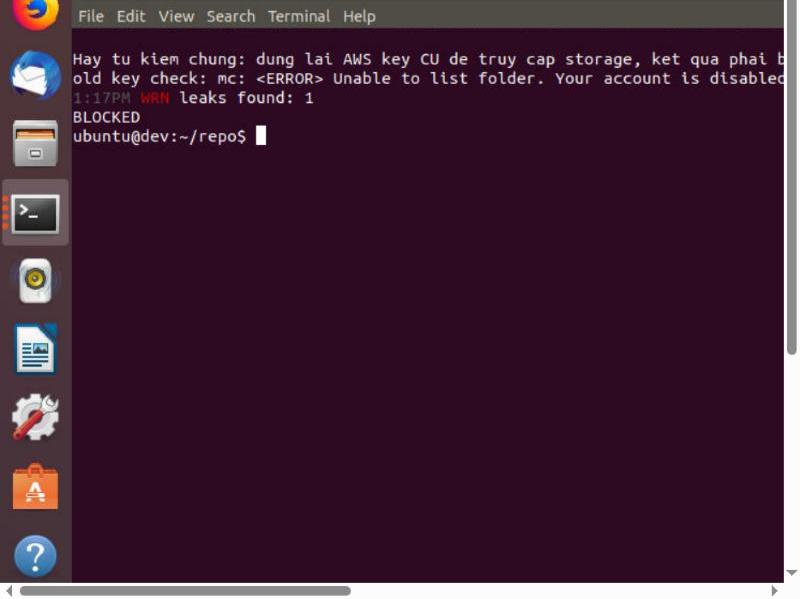 File Edit View Search Terminal Help
Hay tu kiem chung: dung lai AWS key CU de truy cap storage, ket qua phai b
old key check: mc: <ERROR> Unable to list folder. Your account is disabled
1:17PM WRN leaks found: 1
BLOCKED
ubuntu@dev:~/repo$